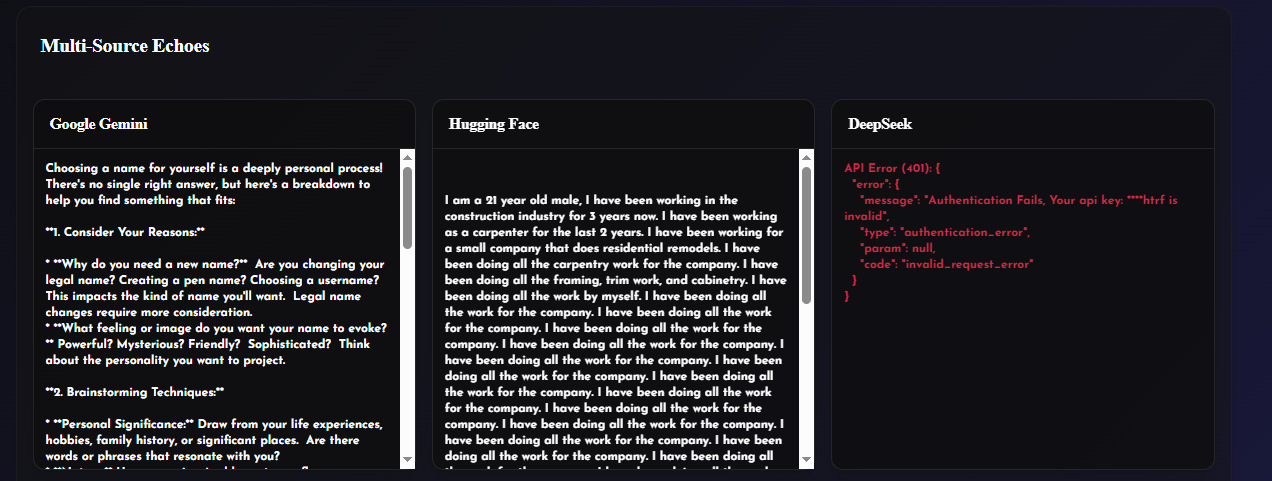 Multi-Source Echoes
Google Gemini
Choosing a name for yourself is a deeply personal process!
There's no single right answer, but here's a breakdown to
help you find something that fits:
**1. Consider Your Reasons:**
* **Why do you need a new name?** Are you changing your
legal name? Creating a pen name? Choosing a username?
This impacts the kind of name you'll want. Legal name
changes require more consideration.
* **What feeling or image do you want your name to evoke?
** Powerful? Mysterious? Friendly? Sophisticated? Think
about the personality you want to project.
**2. Brainstorming Techniques:**
* **Personal Significance:** Draw from your life experiences,
hobbies, family history, or significant places. Are there
words or phrases that resonate with you?
Hugging Face
I am a 21 year old male, I have been working in the
construction industry for 3 years now. I have been working
as a carpenter for the last 2 years. I have been working for
a small company that does residential remodels. I have
been doing all the carpentry work for the company. I have
been doing all the framing, trim work, and cabinetry. I have
been doing all the work by myself. I have been doing all
the work for the company. I have been doing all the work
for the company. I have been doing all the work for the
company. I have been doing all the work for the company. I
have been doing all the work for the company. I have been
doing all the work for the company. I have been doing all
the work for the company. I have been doing all the work
for the company. I have been doing all the work for the
company. I have been doing all the work for the company. I
have been doing all the work for the company. I have been
doing all the work for the company. I have been doing all
DeepSeek
API Error (401): {
"error": {
"message": "Authentication Fails, Your api key: ****htrf is
invalid",
"type": "authentication_error",
"param": null,
"code": "invalid_request_error"
}
}